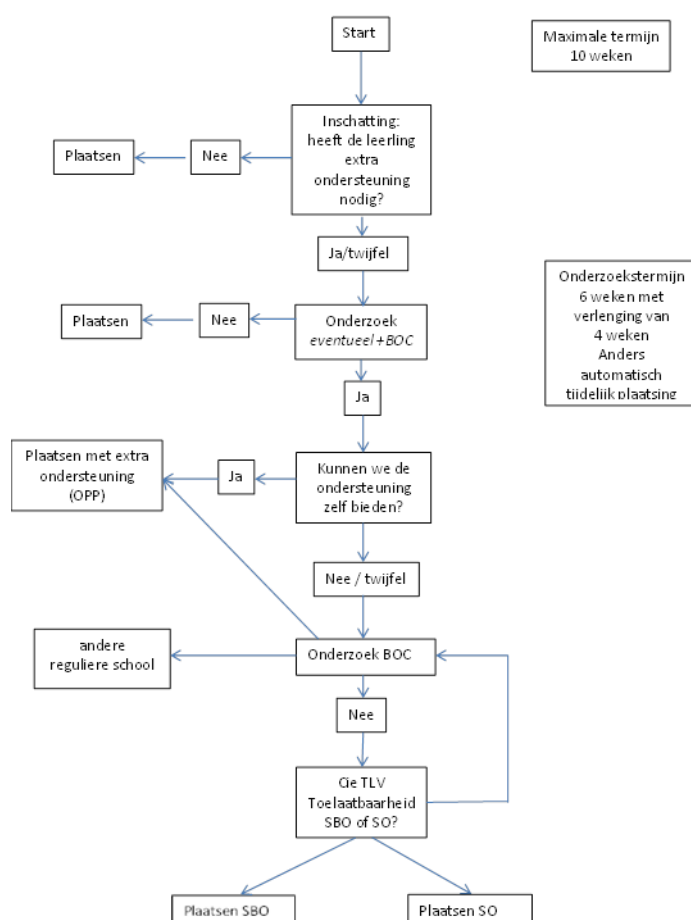 Start
Maximale termijn
10 weken
Inschatting:
heeft de leerling
extra
ondersteuning
nodig?
Nee
Plaatsen
Ja/twijfel
Onderzoekstermijn
6 weken met
verlenging van
4 weken
Anders
automatisch
tijdelijk plaatsing
Onderzoek
eventueel +BOC
Nee
Plaatsen
Ja
Kunnen we de
ondersteuning
zelf bieden?
Ja
Plaatsen met extra
ondersteuning
(OPP)
Nee / twijfel
Onderzoek BOC
andere
reguliere school
Nee
Cie TLV
Toelaatbaarheid
SBO of SO?
Plaatsen SBO
Plaatsen SO